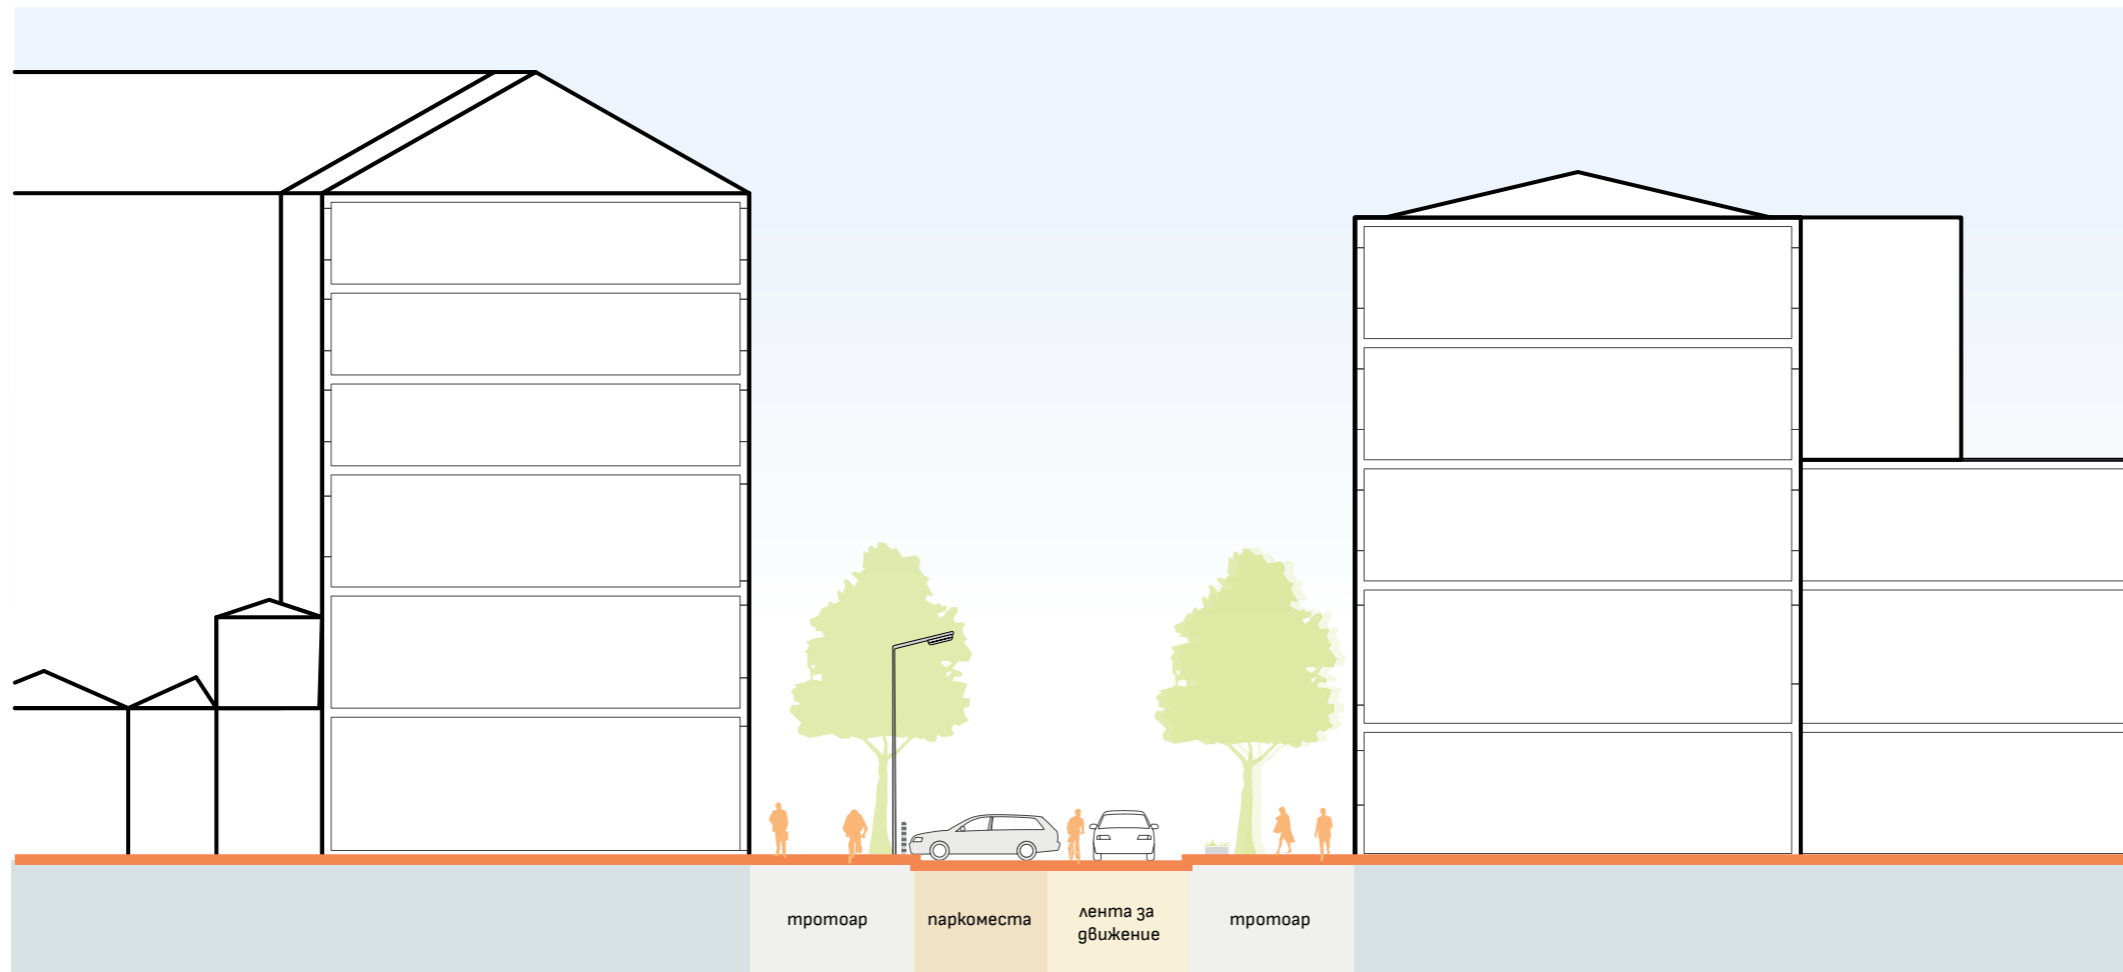 тротоар
паркоместа
лента за
движение
тротоар